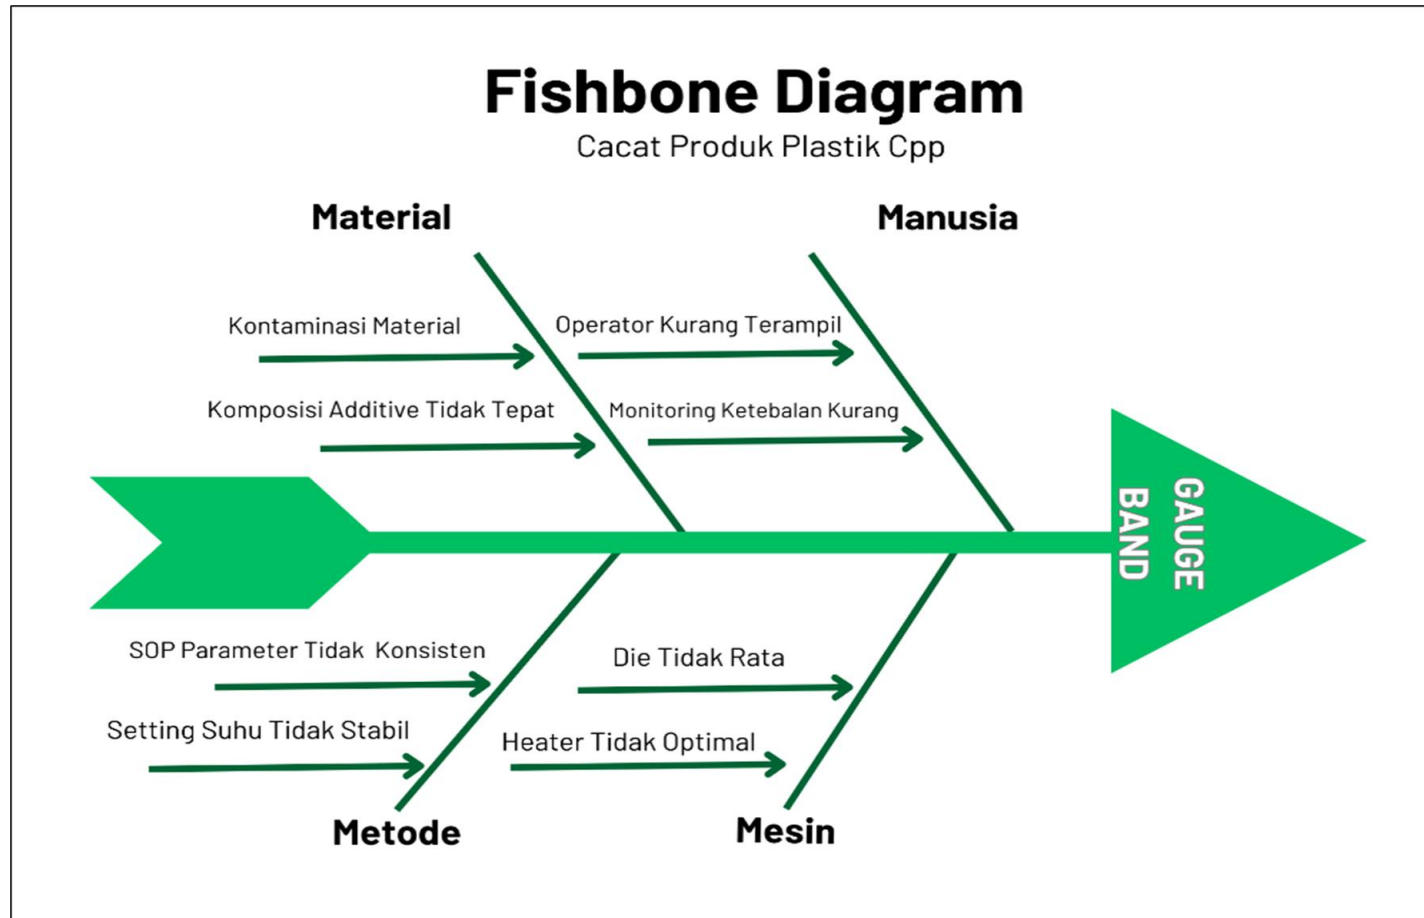 Fishbone Diagram
Cacat Produk Plastik Cpp
Material
Manusia
Kontaminasi Material
Operator Kurang Terampil
Komposisi Additive Tidak Tepat
Monitoring Ketebalan Kurang
GAUGE
BAND
SOP Parameter Tidak Konsisten
Die Tidak Rata
Setting Suhu Tidak Stabil
Heater Tidak Optimal
Metode
Mesin